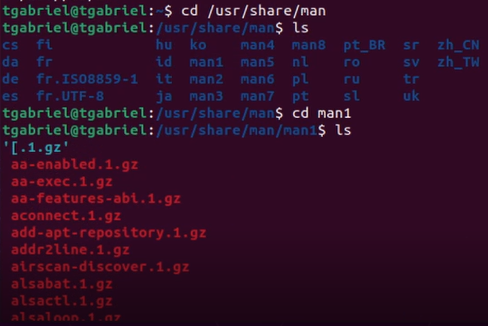 tgabriel@tgabriel:~$ cd /usr/share/man
tgabriel@tgabriel:/usr/share/man$ ls
cs fi hu ko man4 man8 pt_BR sr zh_CN
da fr id man1 man5 nl ro sv zh_TW
de fr.ISO8859-1 it man2 man6 pl ru tr
es fr.UTF-8 ja man3 man7 pt sl uk
tgabriel@tgabriel:/usr/share/man$ cd man1
tgabriel@tgabriel:/usr/share/man/man1$ ls
'[.1.gz'
aa-enabled.1.gz
aa-exec.1.gz
aa-features-abi.1.gz
aconnect.1.gz
add-apt-repository.1.gz
addr2line.1.gz
airscan-discover.1.gz
alsabat.1.gz
alsactl.1.gz
alsaloop.1.gz